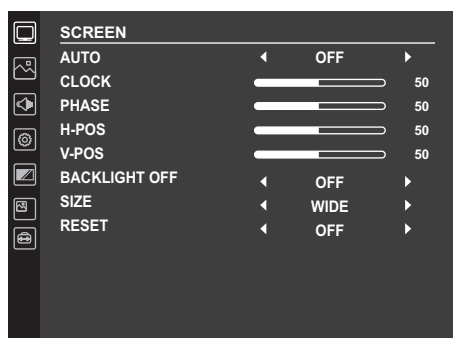 SCREEN
AUTO OFF
CLOCK 50
PHASE 50
H-POS 50
V-POS 50
BACKLIGHT OFF OFF
SIZE WIDE
RESET OFF